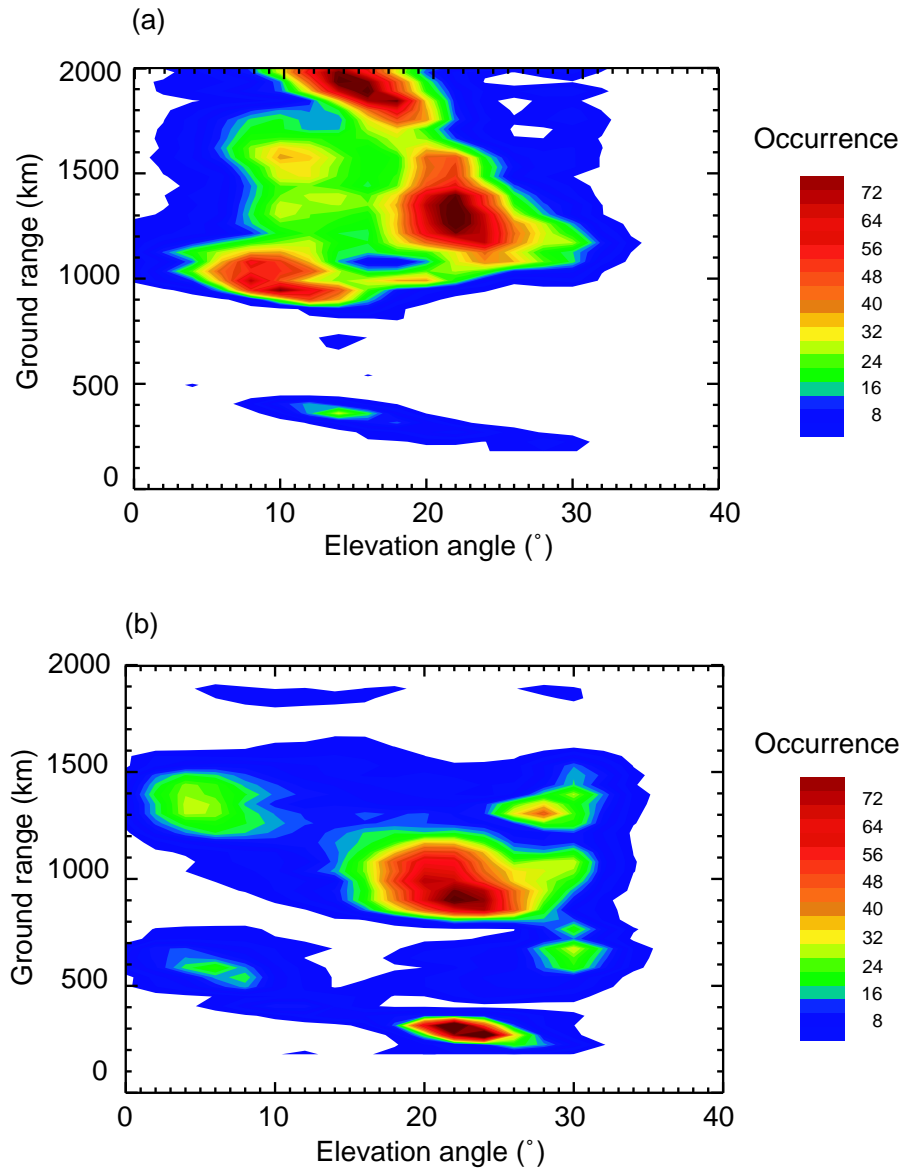 (a)
2000
1500
1000
500
0
Ground range (km)
0 10 20 30 40
Elevation angle (˚)
Occurrence
72
64
56
48
40
32
24
16
8
(b)
2000
1500
1000
500
0
Ground range (km)
0 10 20 30 40
Elevation angle (˚)
Occurrence
72
64
56
48
40
32
24
16
8